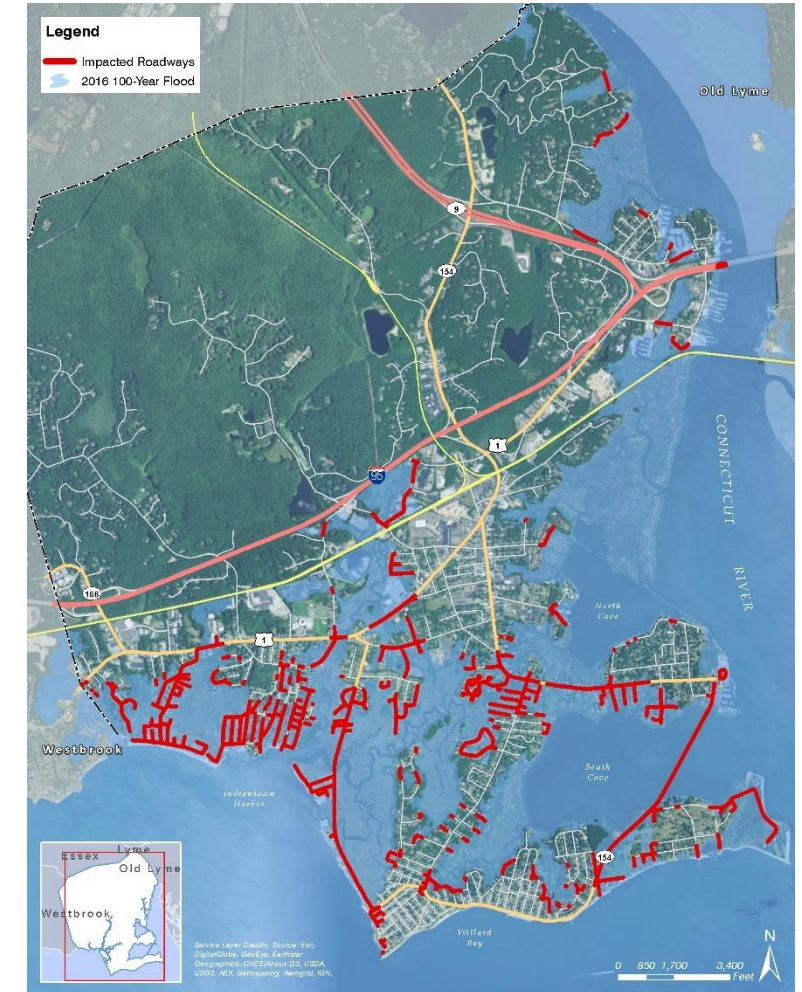 Legend
Impacted Roadways
2016 100-Year Flood
Old Lyme
9
154
CONNECTICUT
RIVER
1
95
North
Cove
166
1
Westbrook
South
Cove
Indiantown
Harbor
154
Willard
Bay
Lyme
Essex
Old Lyme
Westbrook
Service Layer Credits: Source: Esri,
DigitalGlobe, GeoEye, Earthstar
Geographics, CNES/Airbus DS, USDA,
USGS, AEX, Getmapping, Aerogrid, IGN,
N
0 850 1,700 3,400
Feet